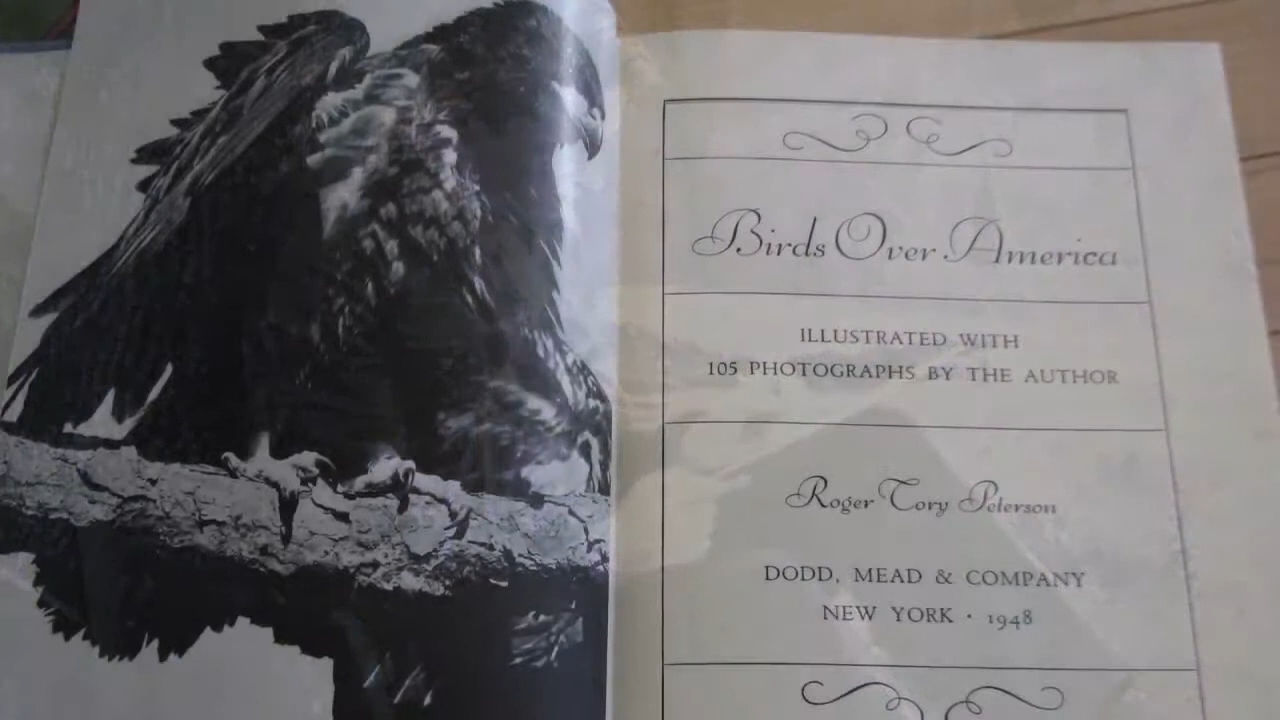 Birds Over America
ILLUSTRATED WITH
105 PHOTOGRAPHS BY THE AUTHOR
Roger Tory Peterson
DODD, MEAD & COMPANY
NEW YORK · 1948